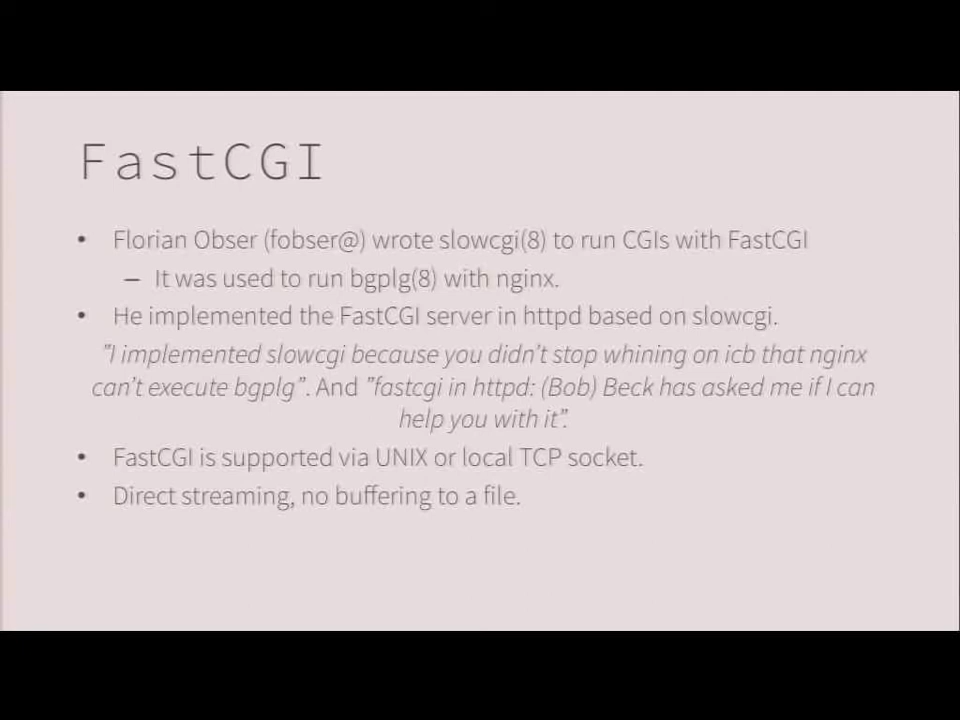 FastCGI
• Florian Obser (fobser@) wrote slowcgi(8) to run CGIs with FastCGI
– It was used to run bgplg(8) with nginx.
• He implemented the FastCGI server in httpd based on slowcgi.
”I implemented slowcgi because you didn’t stop whining on icb that nginx
can’t execute bgplg”. And ”fastcgi in httpd: (Bob) Beck has asked me if I can
help you with it”.
• FastCGI is supported via UNIX or local TCP socket.
• Direct streaming, no buffering to a file.